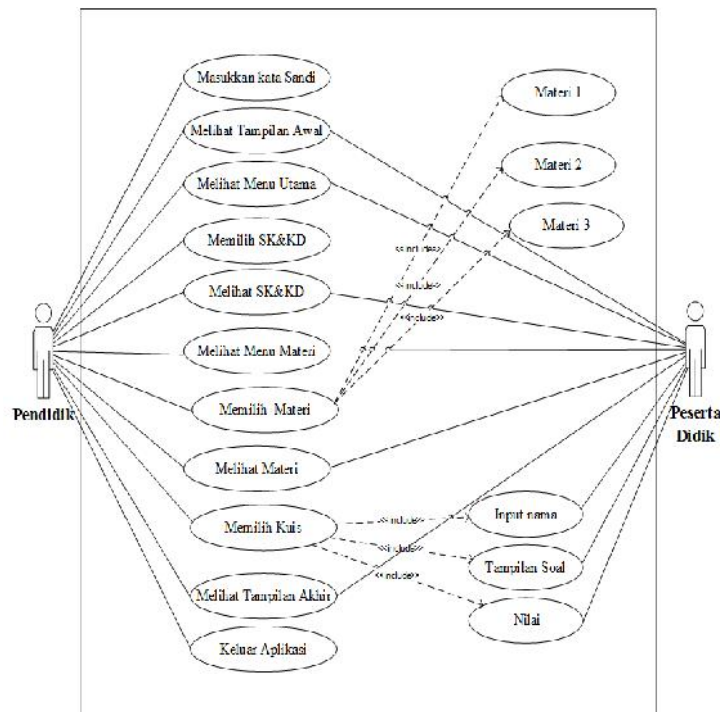 Masukkan kata Sandi
Melihat Tampilan Awal
Melihat Menu Utama
Memilih SK&KD
Melihat SK&KD
Melihat Menu Materi
Memilih Materi
Melihat Materi
Memilih Kuis
Melihat Tampilan Akhir
Keluar Aplikasi
Materi 1
Materi 2
Materi 3
<<include>>
<<include>>
<<include>>
Pendidik
Peserta
Didik
<<include>>
<<include>>
<<include>>
Input nama
Tampilan Soal
Nilai